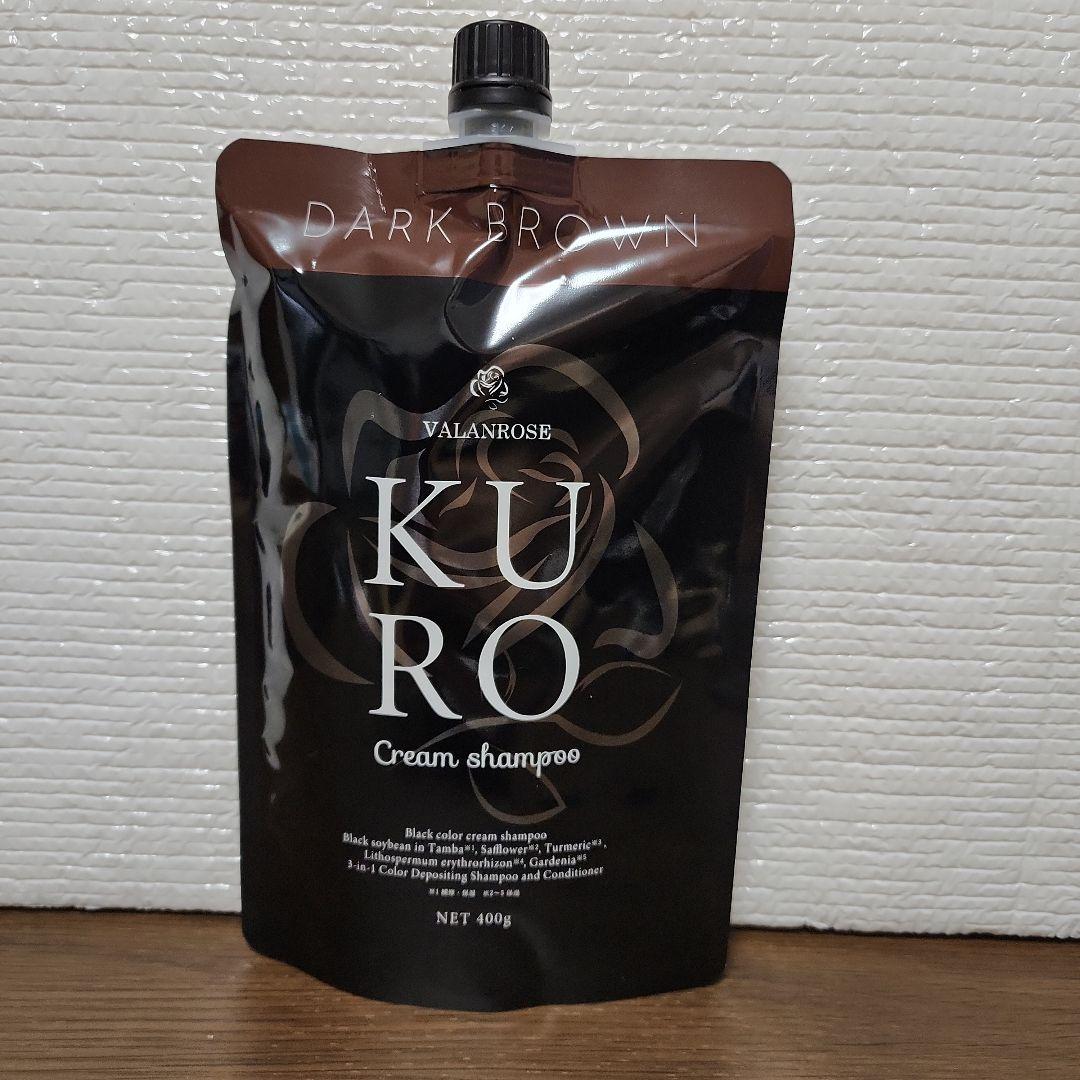 DARK BROWN
VALANROSE
KU
RO
Cream shampoo
Black color cream shampoo
Black soybean in Tamba※1, Safflower※2, Turmeric※3,
Lithospermum erythrorhizon※4, Gardenia※5
3-in-1 Color Depositing Shampoo and Conditioner
NET 400g